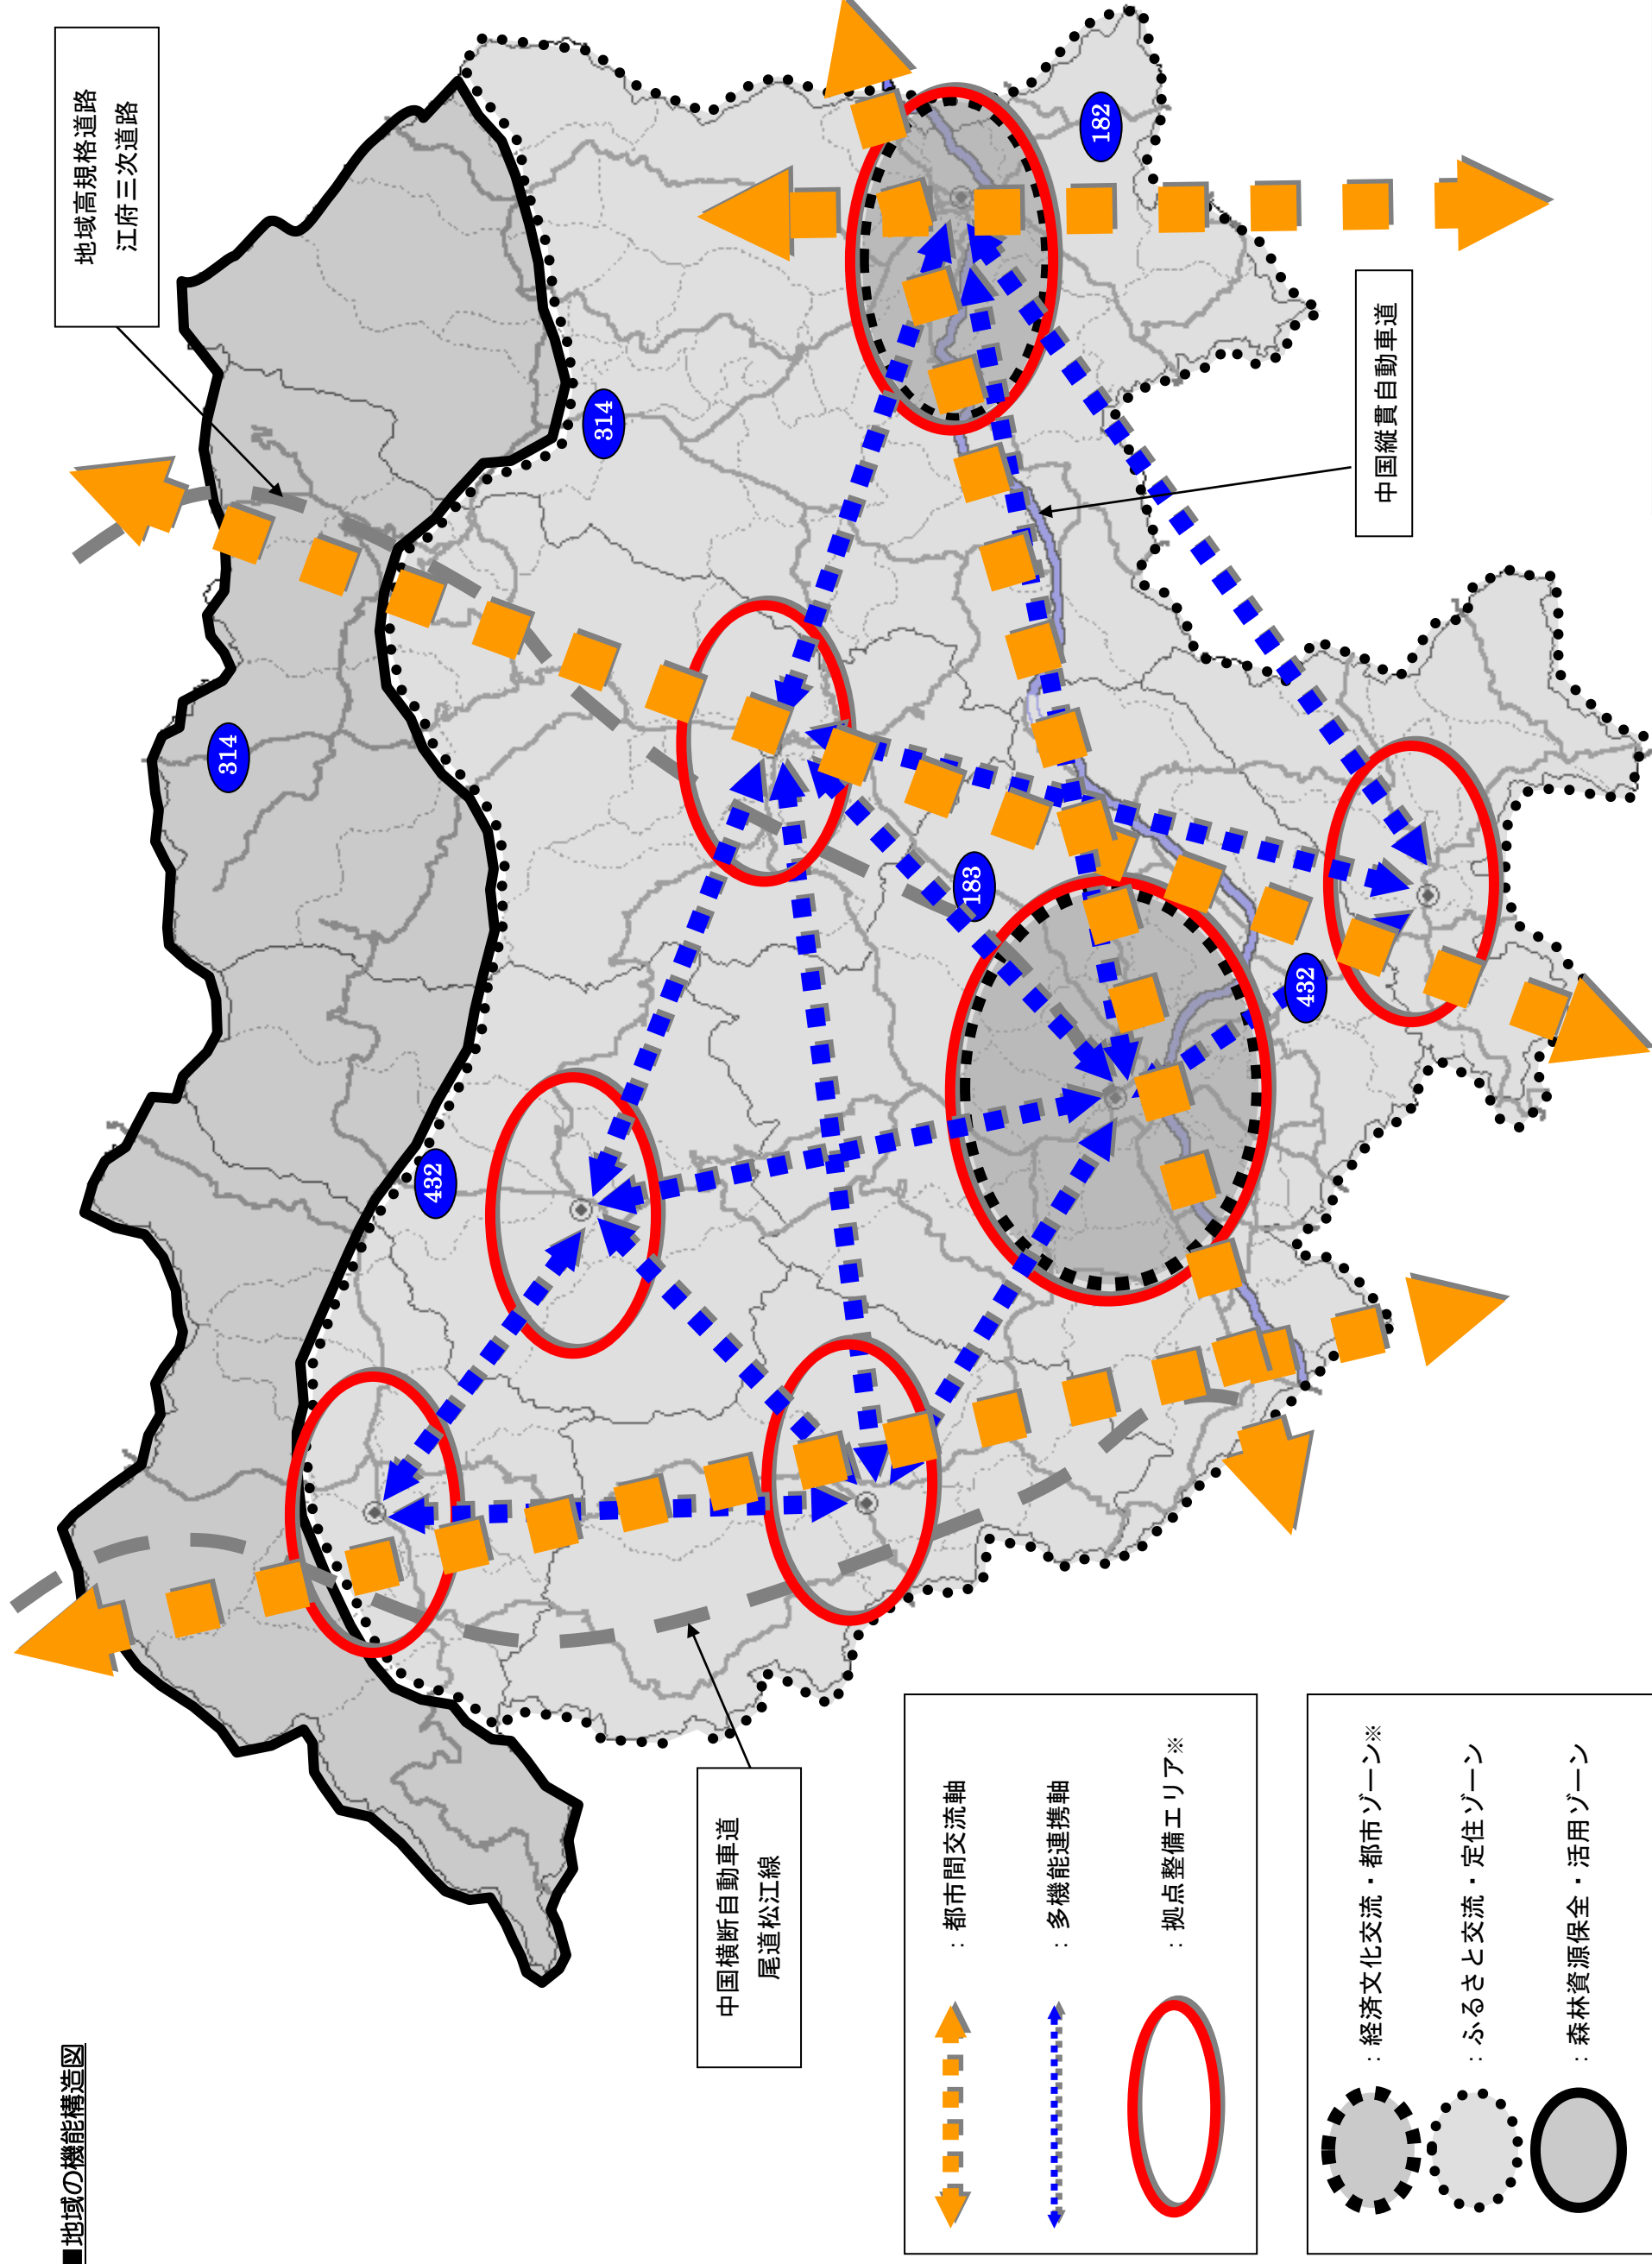 ■地域の機能構造図
地域高規格道路
江府三次道路
314
314
432
182
183
432
中国縦貫自動車道
中国横断自動車道
尾道松江線
：都市間交流軸
：多機能連携軸
：拠点整備エリア※
：経済文化交流・都市ゾーン※
：ふるさと交流・定住ゾーン
：森林資源保全・活用ゾーン